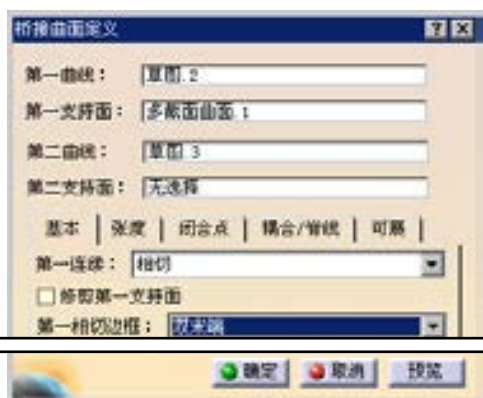 桥接曲面定义
第一曲线： 草图.2
第一支持面： 多截面曲面.1
第二曲线： 草图.3
第二支持面： 无选择
基本 张度 闭合点 耦合/脊线 可展
第一连续： 相切
修剪第一支持面
第一相切边框： 双末端
确定 取消 预览